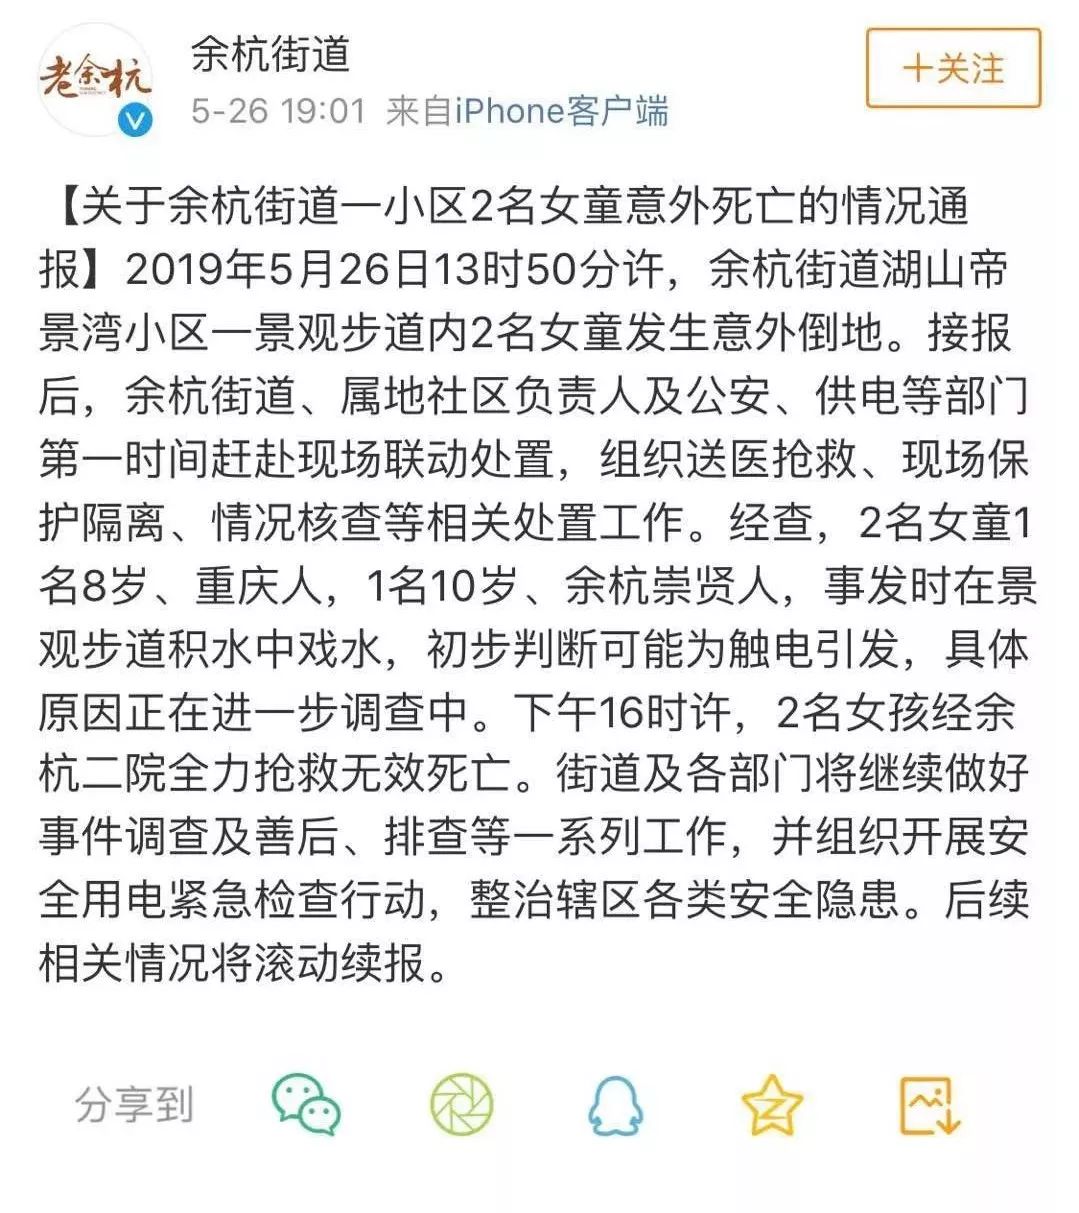 老余杭
余杭街道
+关注
5-26 19:01 来自iPhone客户端
【关于余杭街道一小区2名女童意外死亡的情况通
报】2019年5月26日13时50分许，余杭街道湖山帝
景湾小区一景观步道内2名女童发生意外倒地。接报
后，余杭街道、属地社区负责人及公安、供电等部门
第一时间赶赴现场联动处置，组织送医抢救、现场保
护隔离、情况核查等相关处置工作。经查，2名女童1
名8岁、重庆人，1名10岁、余杭崇贤人，事发时在景
观步道积水中戏水，初步判断可能为触电引发，具体
原因正在进一步调查中。下午16时许，2名女孩经余
杭二院全力抢救无效死亡。街道及各部门将继续做好
事件调查及善后、排查等一系列工作，并组织开展安
全用电紧急检查行动，整治辖区各类安全隐患。后续
相关情况将滚动续报。
分享到